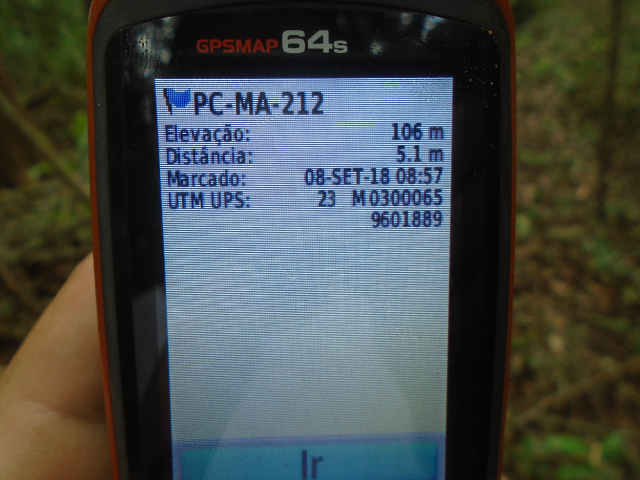 GPSMAP 64s
PC-MA-212
Elevação: 106 m
Distância: 5.1 m
Marcado: 08-SET-18 08:57
UTM UPS: 23 M 0300065
9601889
Ir